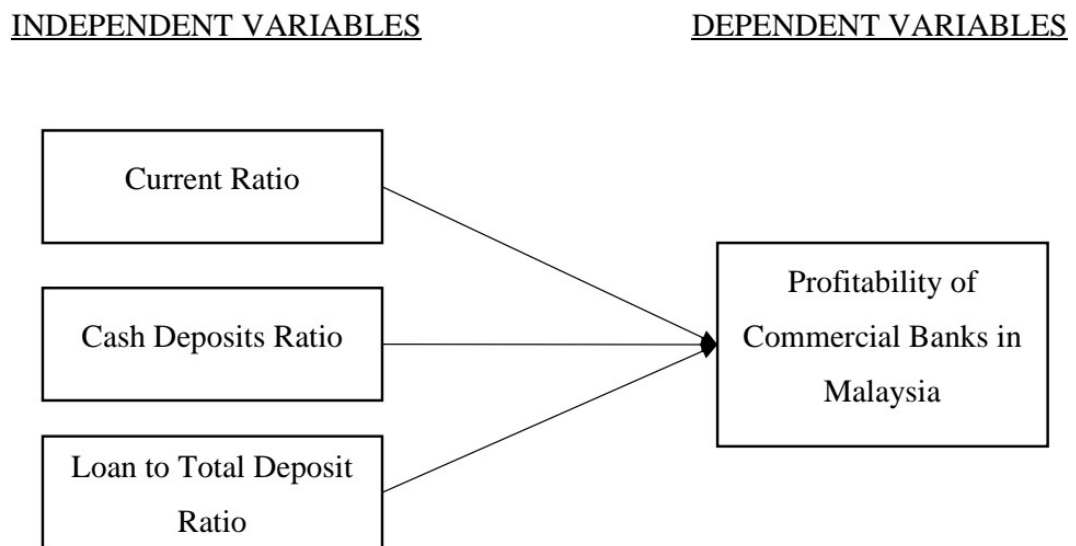 INDEPENDENT VARIABLES
DEPENDENT VARIABLES
Current Ratio
Cash Deposits Ratio
Loan to Total Deposit
Ratio
Profitability of
Commercial Banks in
Malaysia